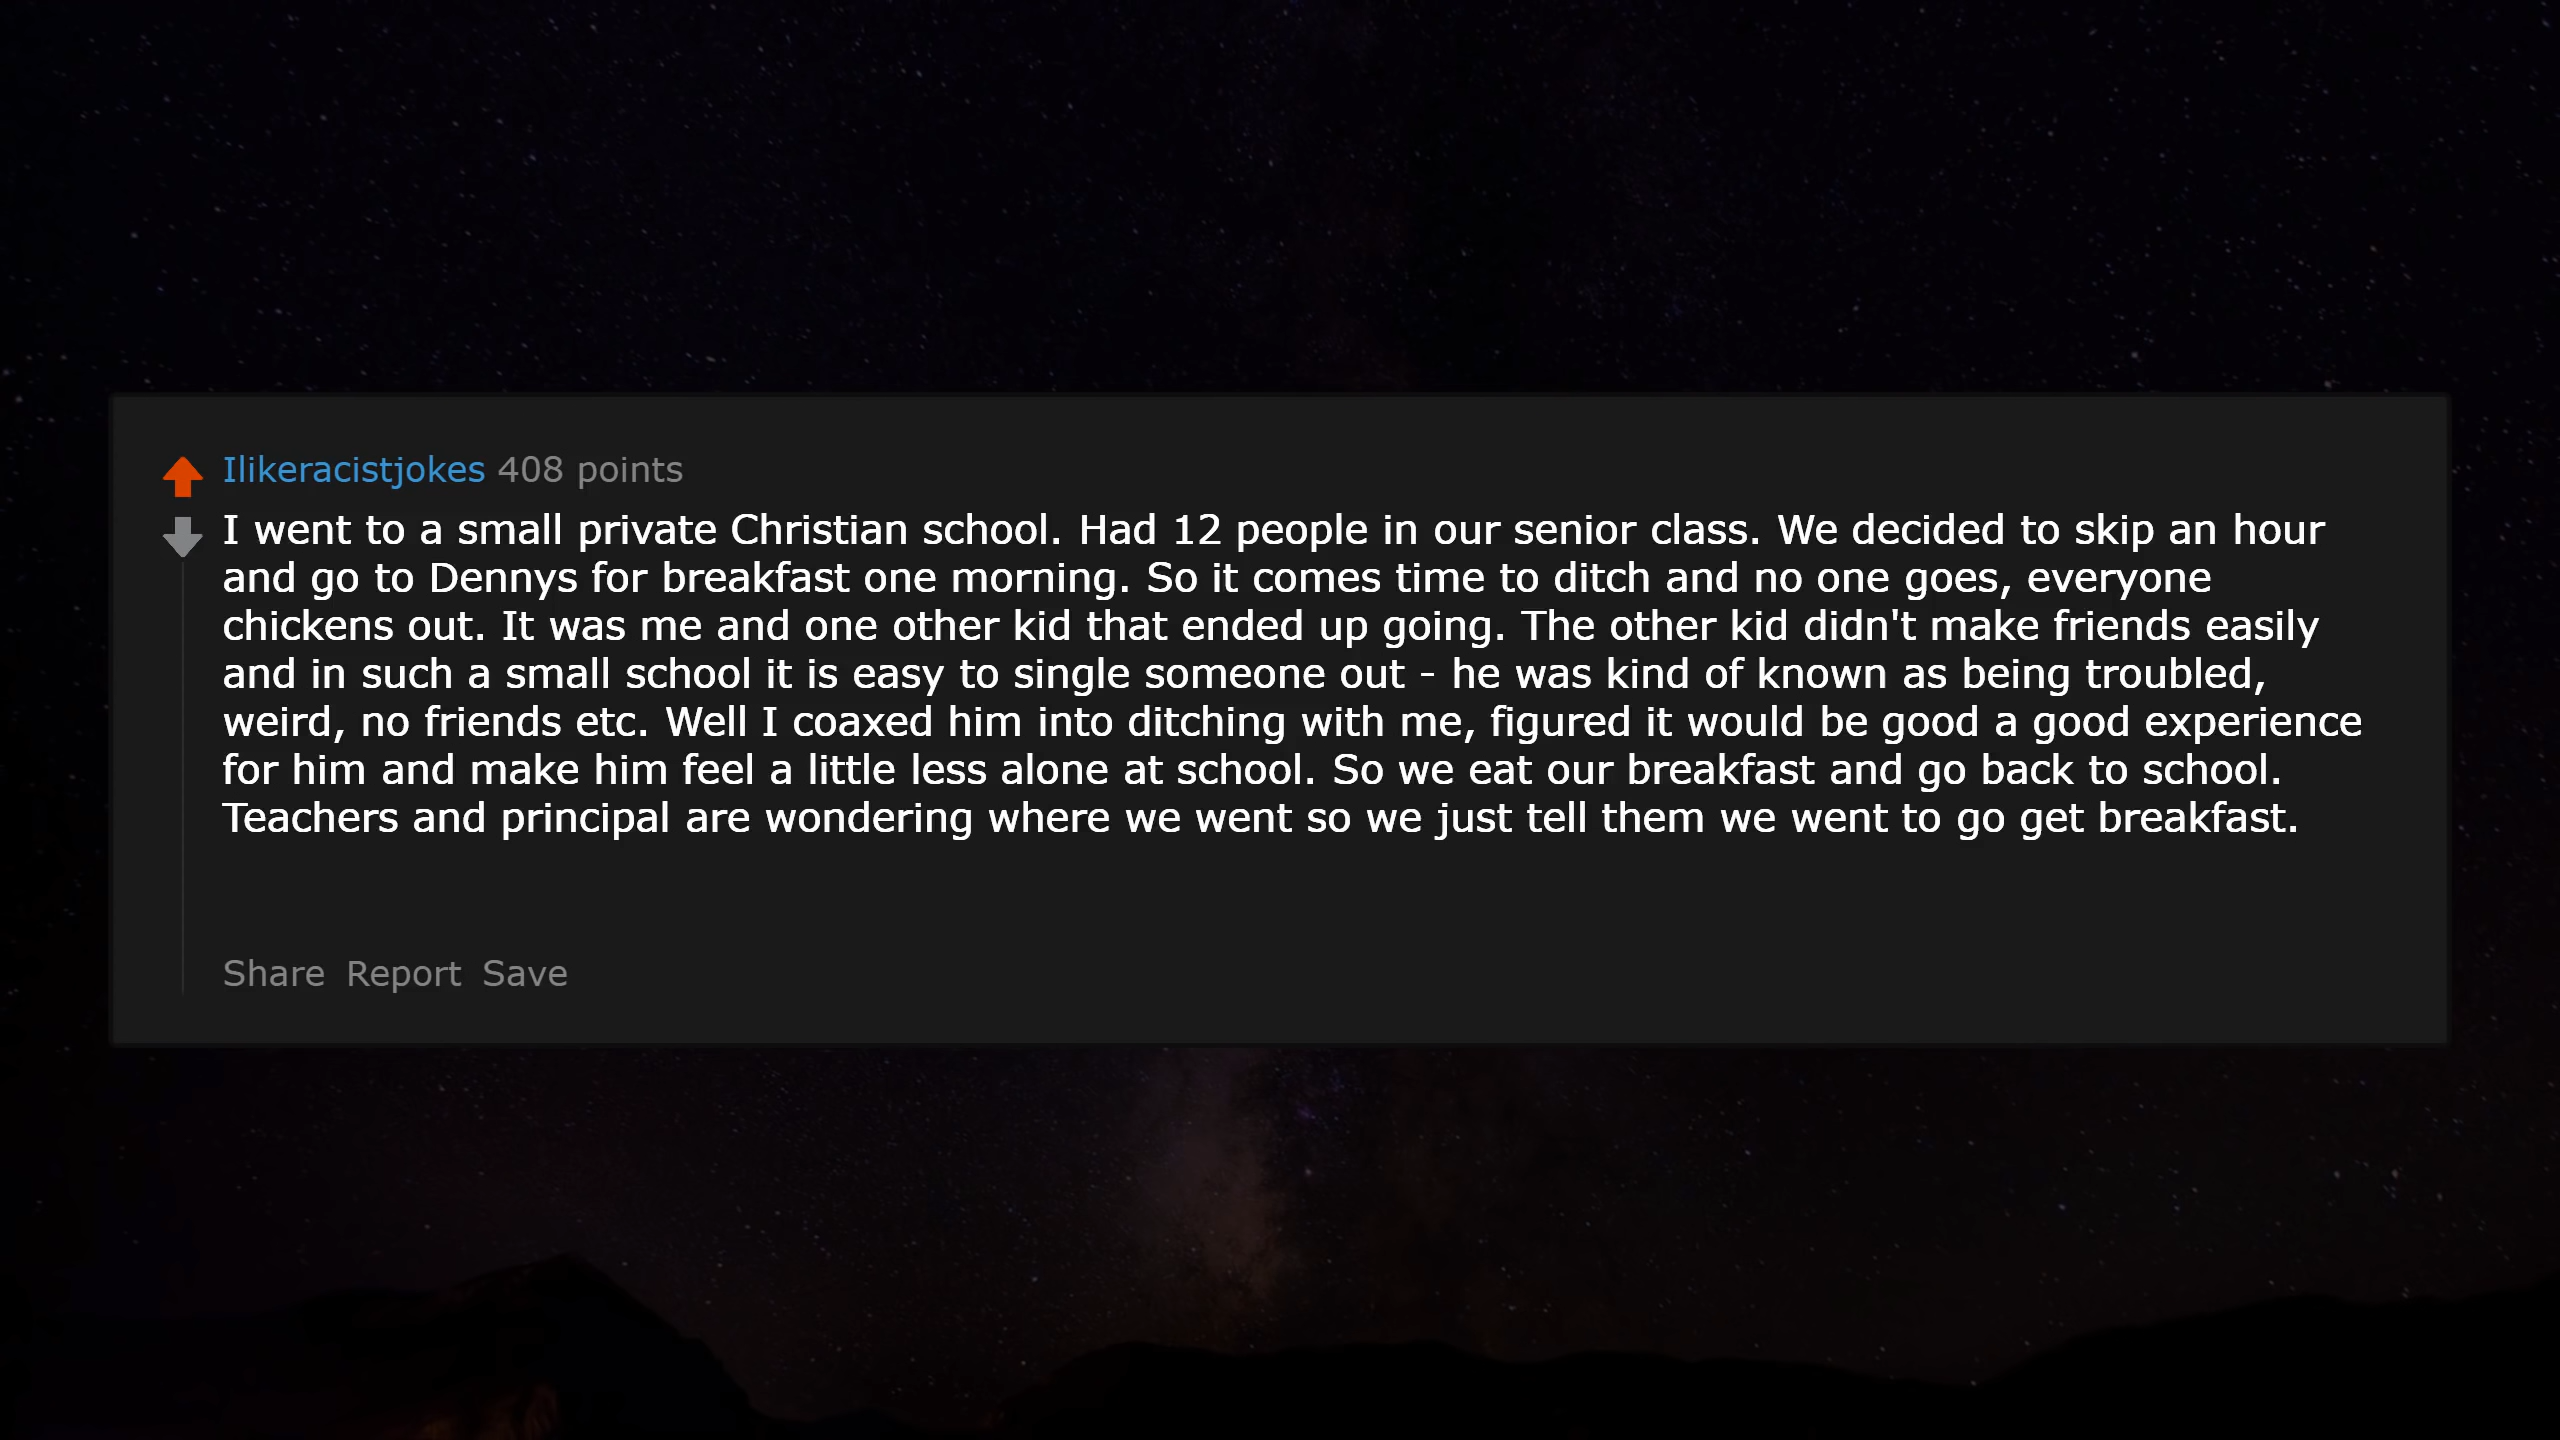 Ilikeracistjokes 408 points
I went to a small private Christian school. Had 12 people in our senior class. We decided to skip an hour
and go to Dennys for breakfast one morning. So it comes time to ditch and no one goes, everyone
chickens out. It was me and one other kid that ended up going. The other kid didn't make friends easily
and in such a small school it is easy to single someone out - he was kind of known as being troubled,
weird, no friends etc. Well I coaxed him into ditching with me, figured it would be good a good experience
for him and make him feel a little less alone at school. So we eat our breakfast and go back to school.
Teachers and principal are wondering where we went so we just tell them we went to go get breakfast.
Share Report Save